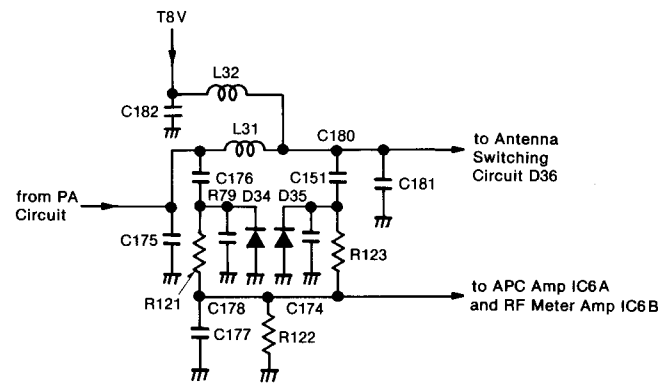 T8V
L32
C182
L31
C180
to Antenna
Switching
Circuit D36
C176
C151
C181
R79
D34
D35
from PA
Circuit
C175
R123
R121
to APC Amp IC6A
and RF Meter Amp IC6B
C178
C174
C177
R122